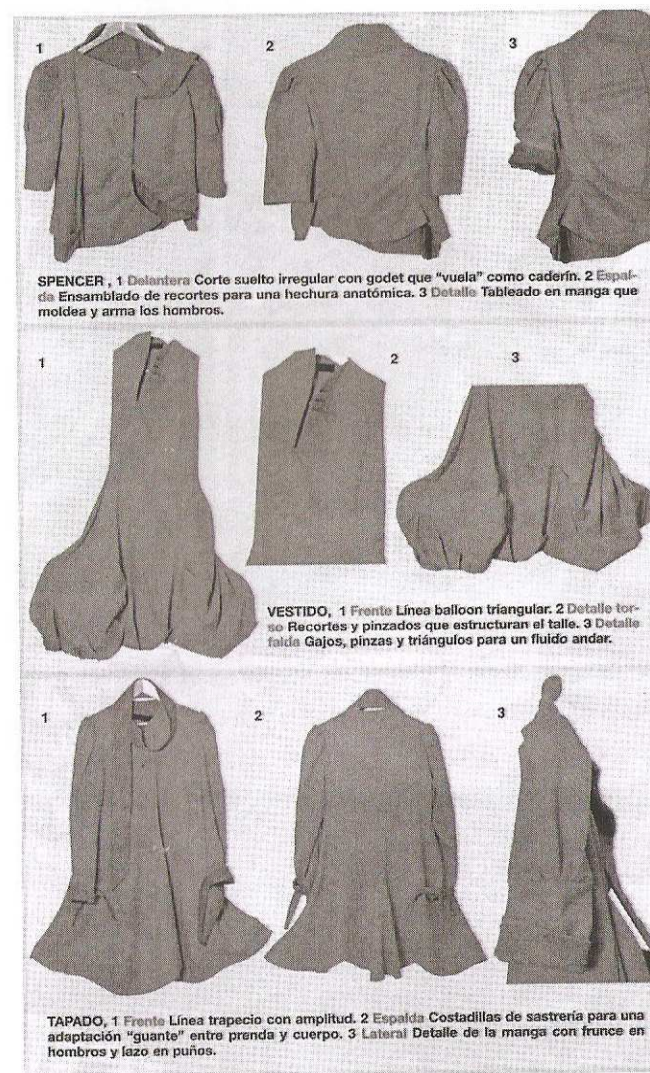 1
2
3
SPENCER , 1 Delantera Corte suelto irregular con godet que “vuela” como caderín. 2 Espal-
da Ensamblado de recortes para una hechura anatómica. 3 Detalle Tableado en manga que
moldea y arma los hombros.
1
2
3
VESTIDO, 1 Frente Línea balloon triangular. 2 Detalle tor-
so Recortes y pinzados que estructuran el talle. 3 Detalle
falda Gajos, pinzas y triángulos para un fluido andar.
1
2
3
TAPADO, 1 Frente Línea trapecio con amplitud. 2 Espalda Costadillas de sastrería para una
adaptación “guante” entre prenda y cuerpo. 3 Lateral Detalle de la manga con frunce en
hombros y lazo en puños.